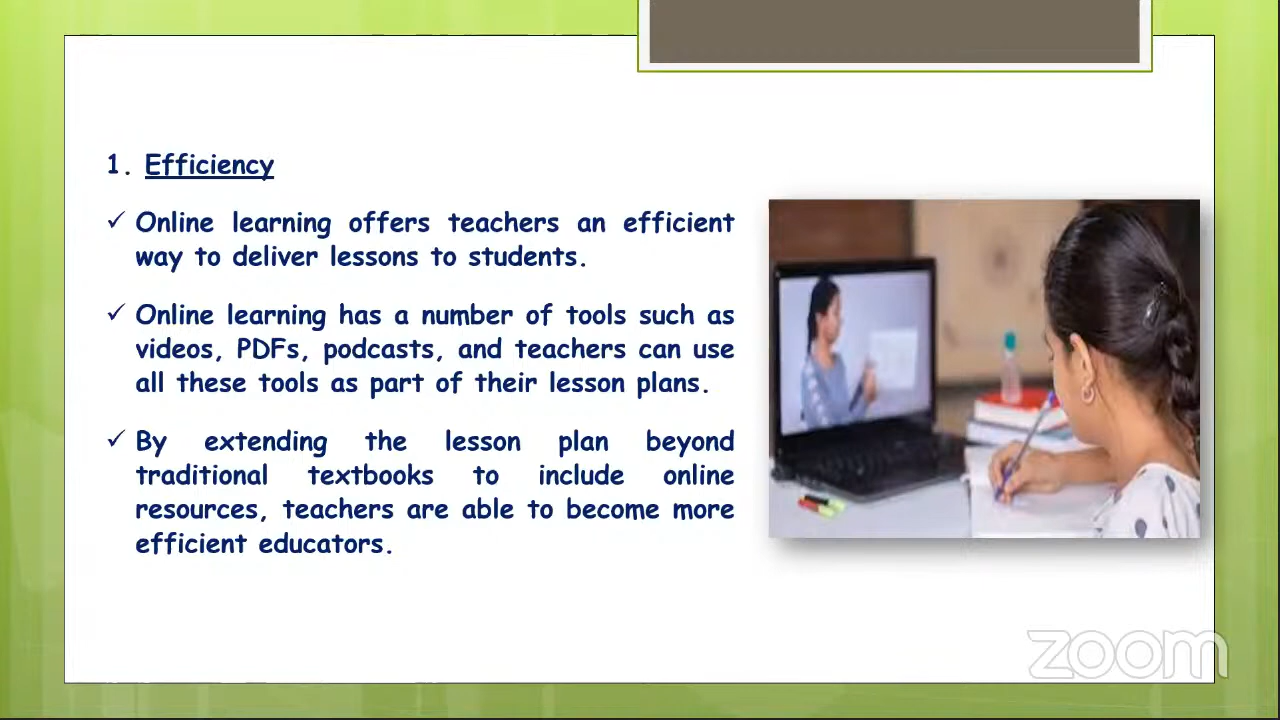 1. Efficiency
✓ Online learning offers teachers an efficient
way to deliver lessons to students.
✓ Online learning has a number of tools such as
videos, PDFs, podcasts, and teachers can use
all these tools as part of their lesson plans.
✓ By extending the lesson plan beyond
traditional textbooks to include online
resources, teachers are able to become more
efficient educators.
zoom